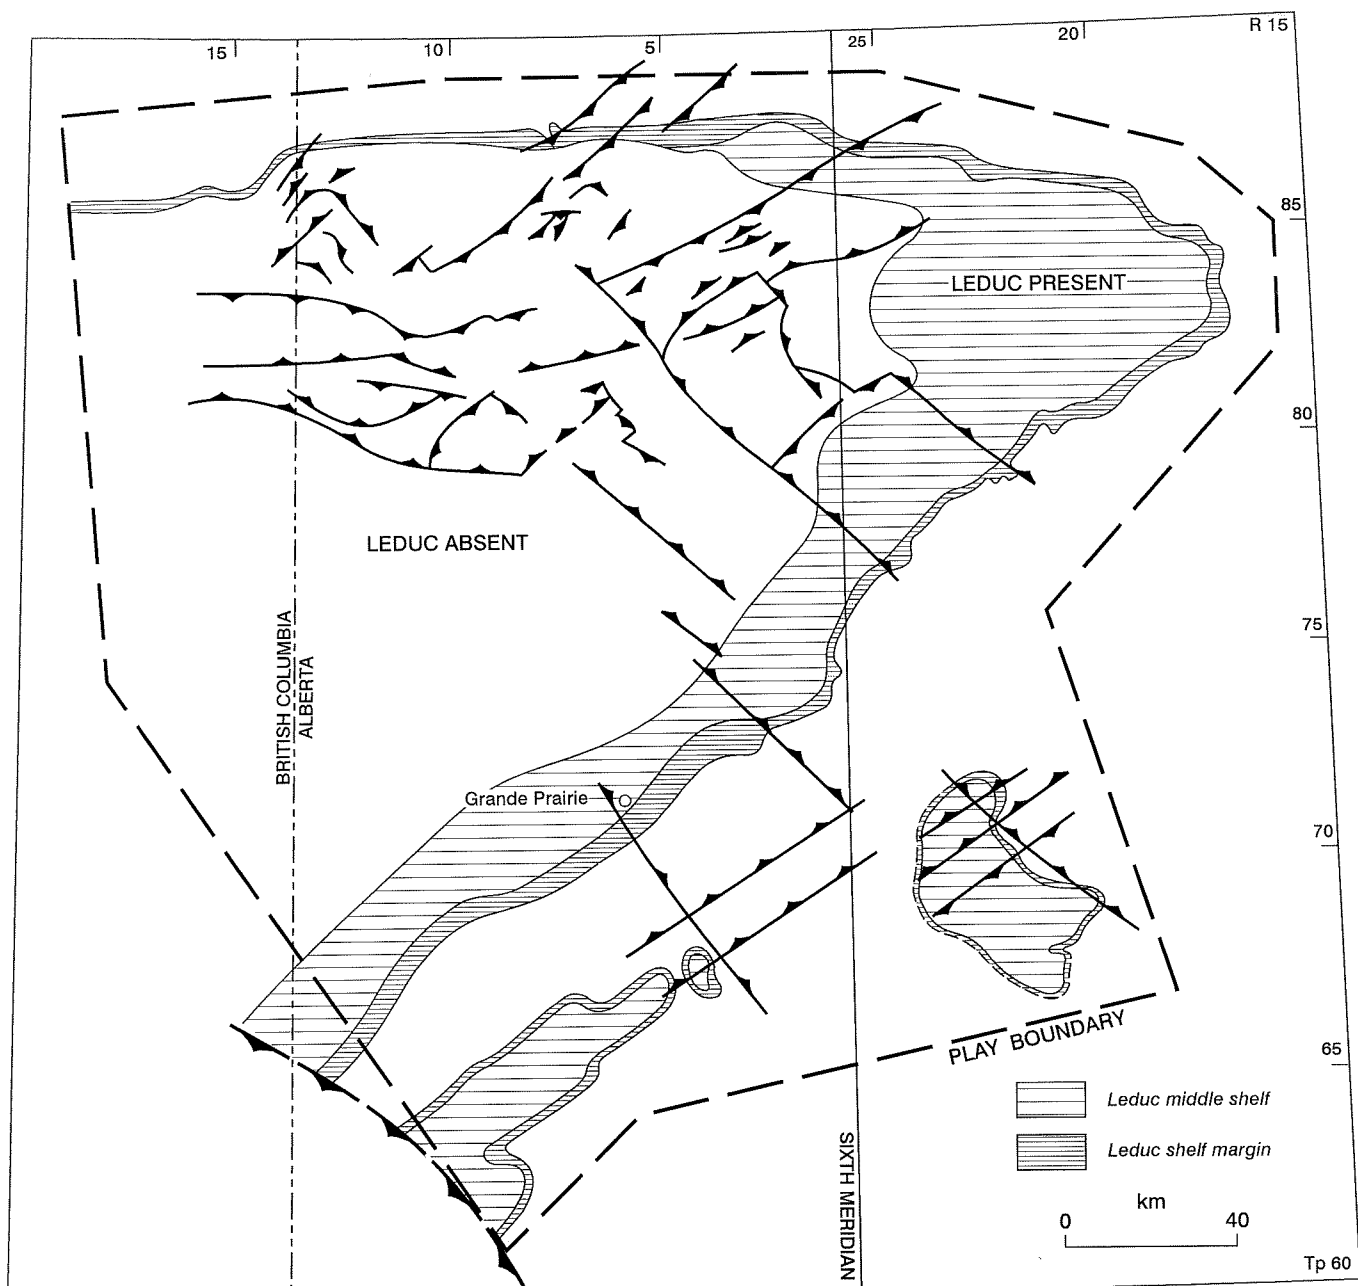 R 15
15
10
5
25
20
85
LEDUC PRESENT
80
LEDUC ABSENT
75
BRITISH COLUMBIA
ALBERTA
Grande Prairie
70
PLAY BOUNDARY
65
Leduc middle shelf
Leduc shelf margin
SIXTH MERIDIAN
km
0 40
Tp 60